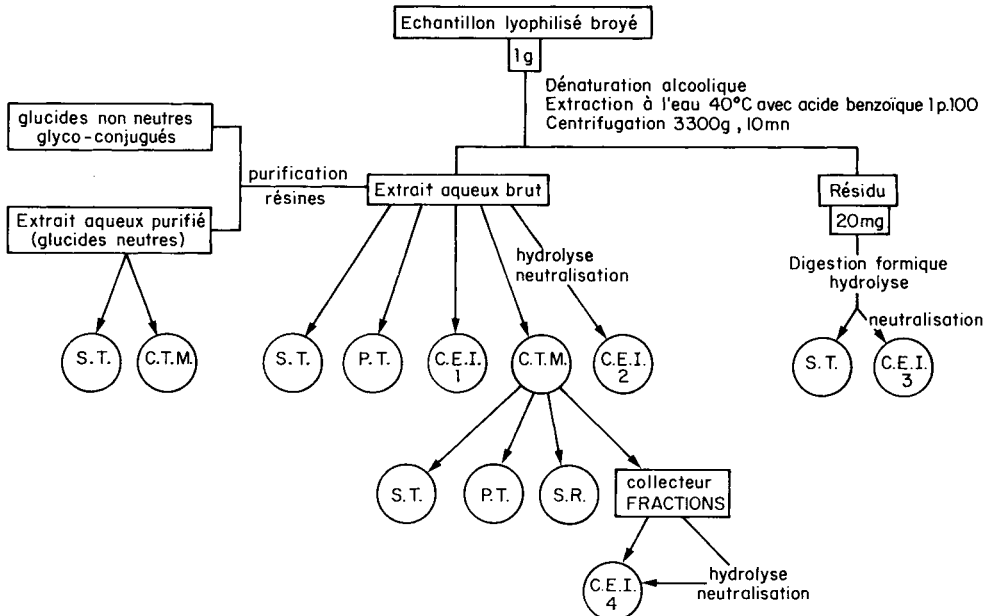 Echantillon lyophilisé broyé
1g
Dénaturation alcoolique
Extraction à l'eau 40°C avec acide benzoïque 1p.100
Centrifugation 3300g, 10mn
glucides non neutres
glyco-conjugués
purification
résines
Extrait aqueux brut
Résidu
20mg
Extrait aqueux purifié
(glucides neutres)
hydrolyse
neutralisation
Digestion formique
hydrolyse
neutralisation
S.T.
C.T.M.
S.T.
P.T.
C.E.I.
1
C.T.M.
C.E.I.
2
S.T.
C.E.I.
3
S.T.
P.T.
S.R.
collecteur
FRACTIONS
C.E.I.
4
hydrolyse
neutralisation